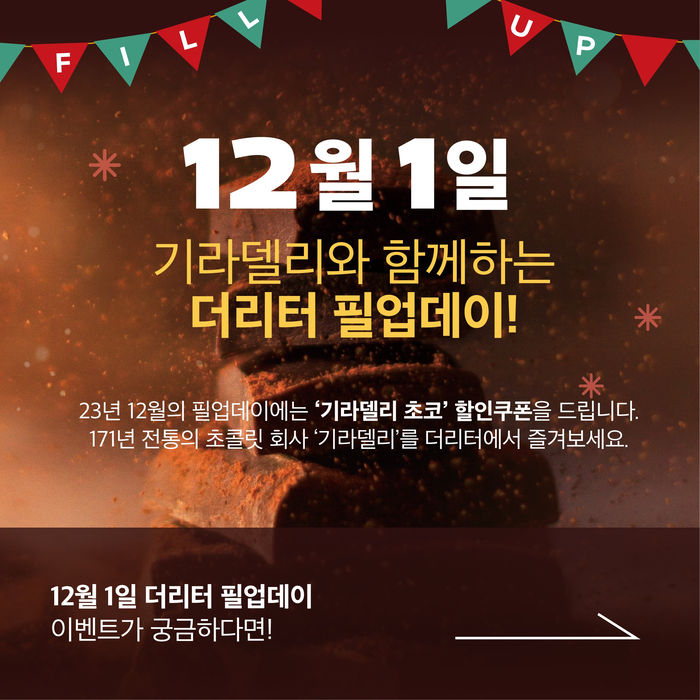 FILL UP
12월 1일
기라델리와 함께하는
더리터 필업데이!
23년 12월의 필업데이에는 ‘기라델리 초코’ 할인쿠폰을 드립니다.
171년 전통의 초콜릿 회사 ‘기라델리’를 더리터에서 즐겨보세요.
12월 1일 더리터 필업데이
이벤트가 궁금하다면!